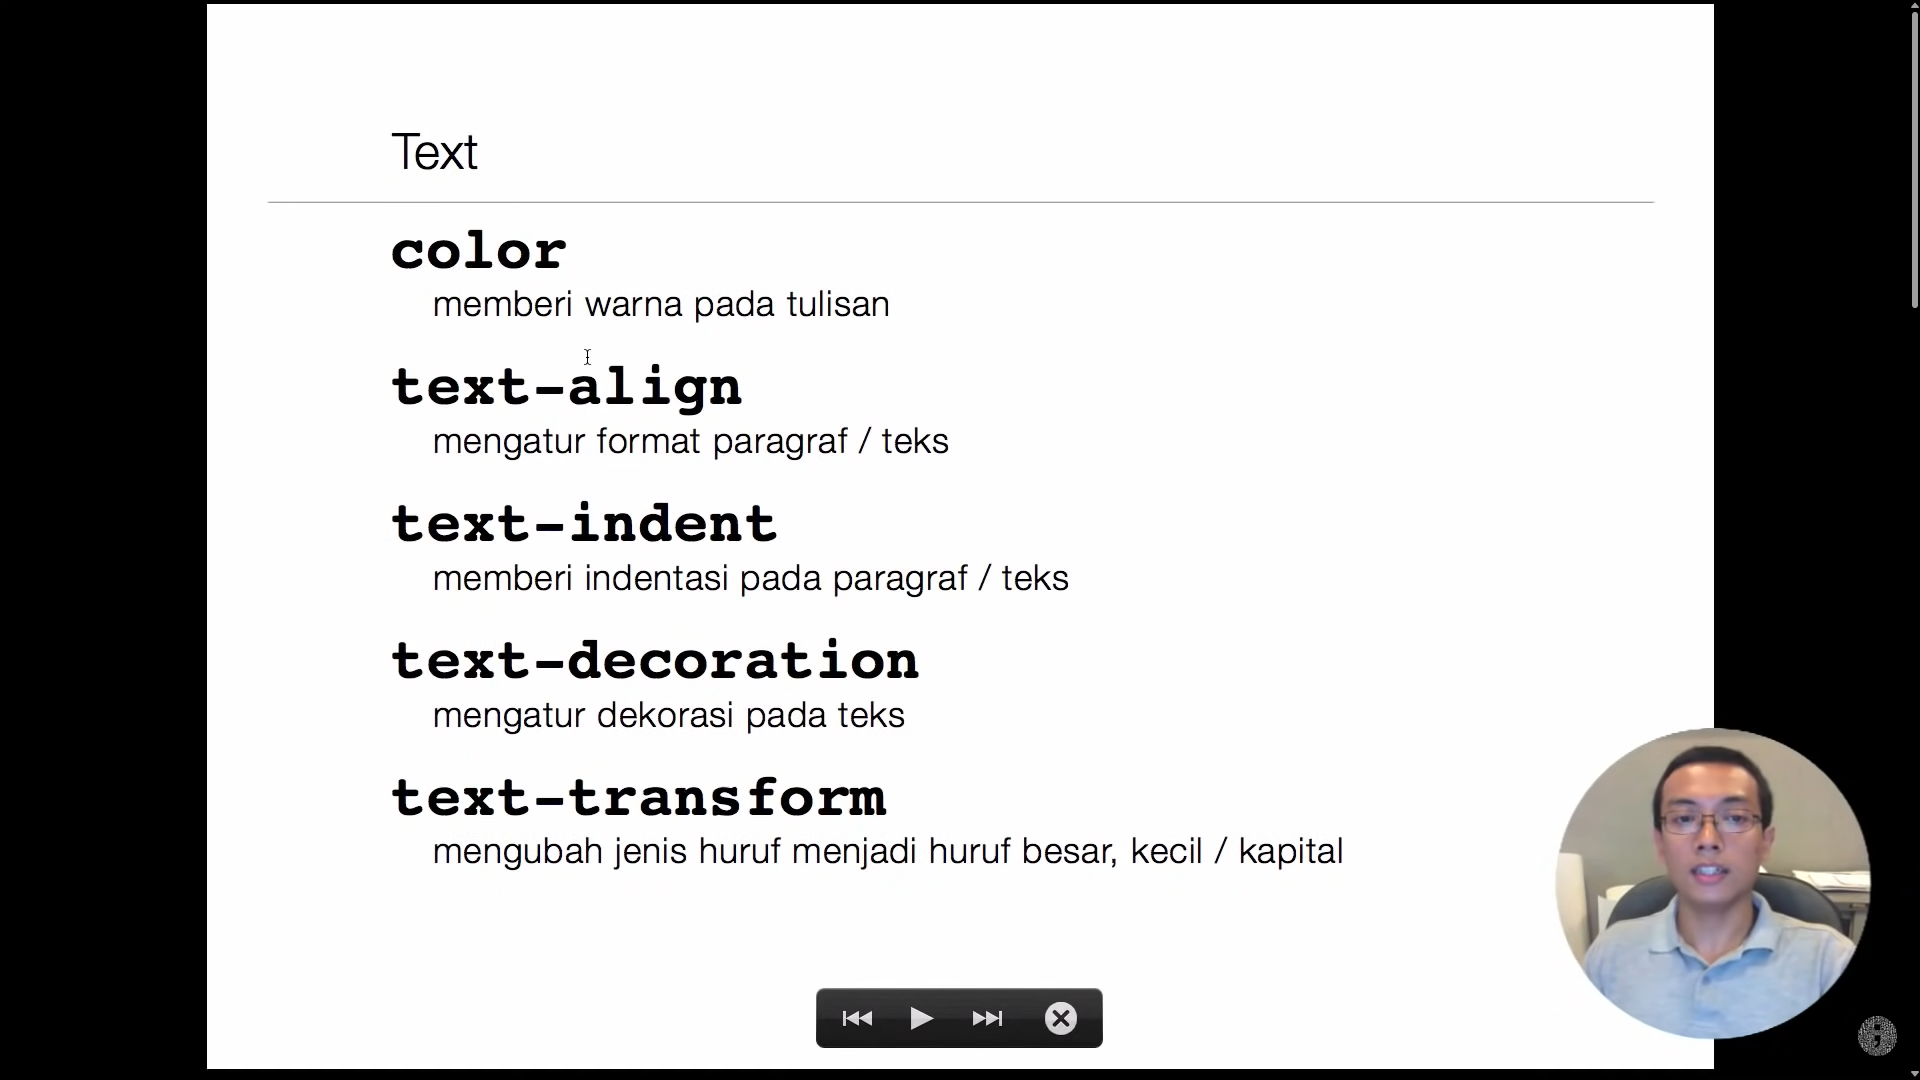 Text
color
memberi warna pada tulisan
text-align
mengatur format paragraf / teks
text-indent
memberi indentasi pada paragraf / teks
text-decoration
mengatur dekorasi pada teks
text-transform
mengubah jenis huruf menjadi huruf besar, kecil / kapital